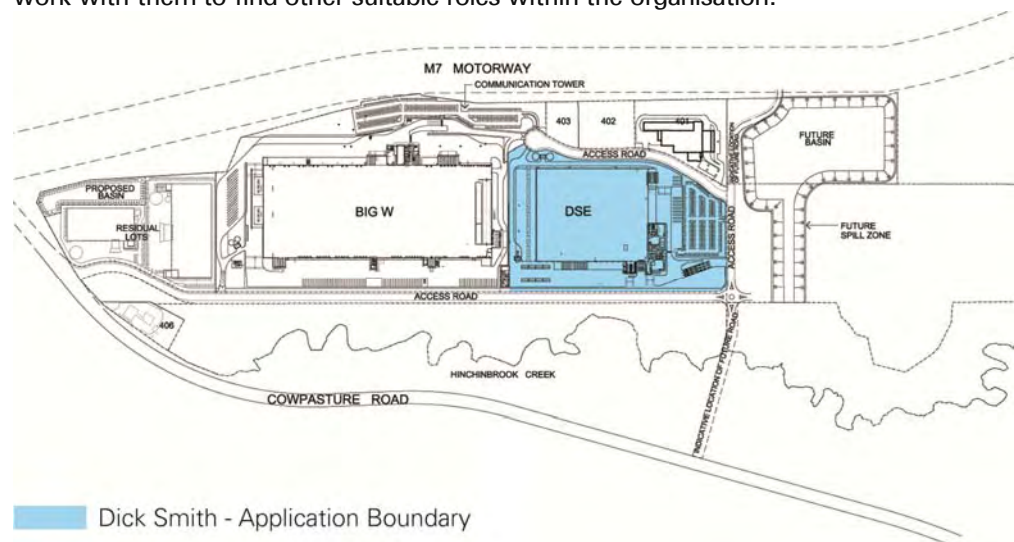 work with them to find other suitable roles within the organisation.
M7 MOTORWAY
COMMUNICATION TOWER
403
402
401
ACCESS ROAD
FUTURE
BASIN
PROPOSED
BASIN
RESIDUAL
LOTS
BIG W
DSE
ACCESS ROAD
FUTURE
SPILL ZONE
ACCESS ROAD
406
HINCHINBROOK CREEK
COWPASTURE ROAD
INDICATIVE LOCATION OF FUTURE ROAD
Dick Smith - Application Boundary